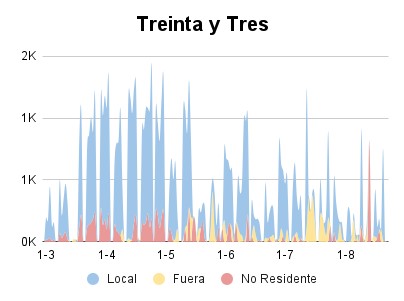 Treinta y Tres
2K
1K
1K
0K
1-3 1-4 1-5 1-6 1-7 1-8
Local Fuera No Residente